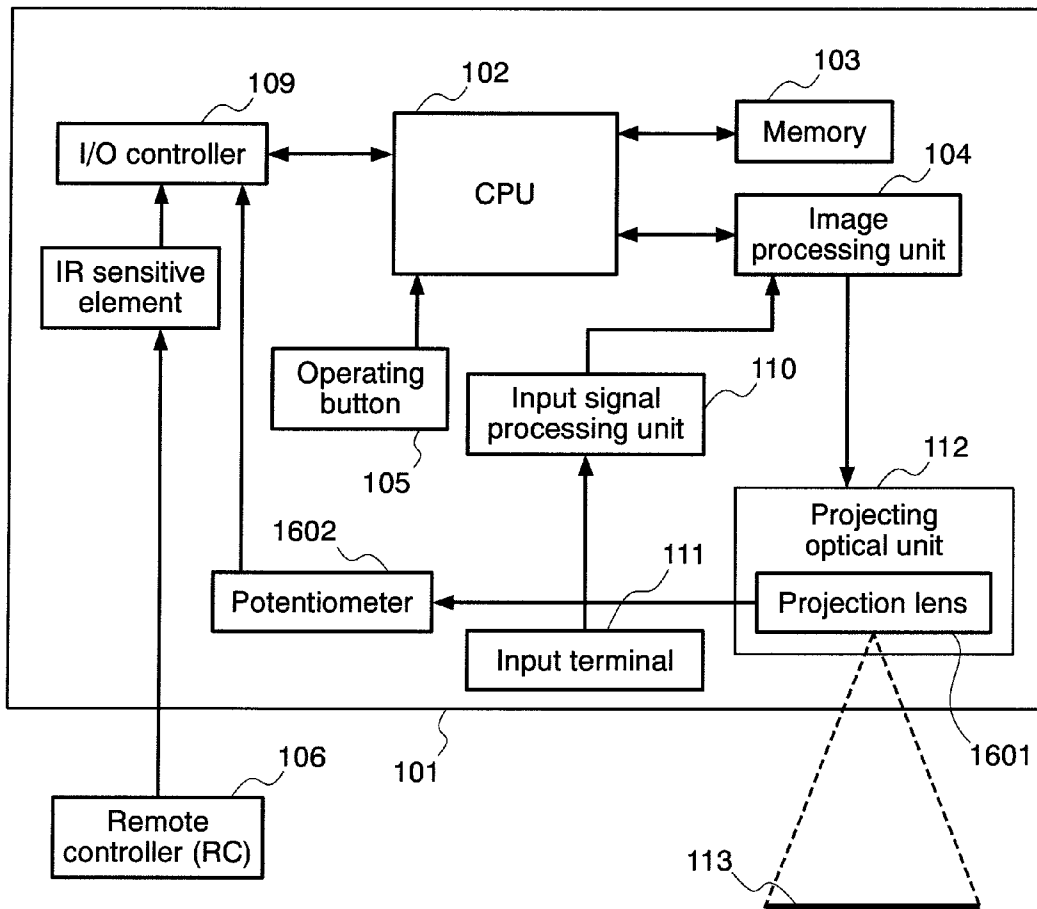 109
102
103
I/O controller
CPU
Memory
104
Image
processing unit
IR sensitive
element
Operating
button
105
Input signal
processing unit
110
112
Projecting
optical unit
1602
Potentiometer
111
Projection lens
Input terminal
101
1601
106
Remote
controller (RC)
113